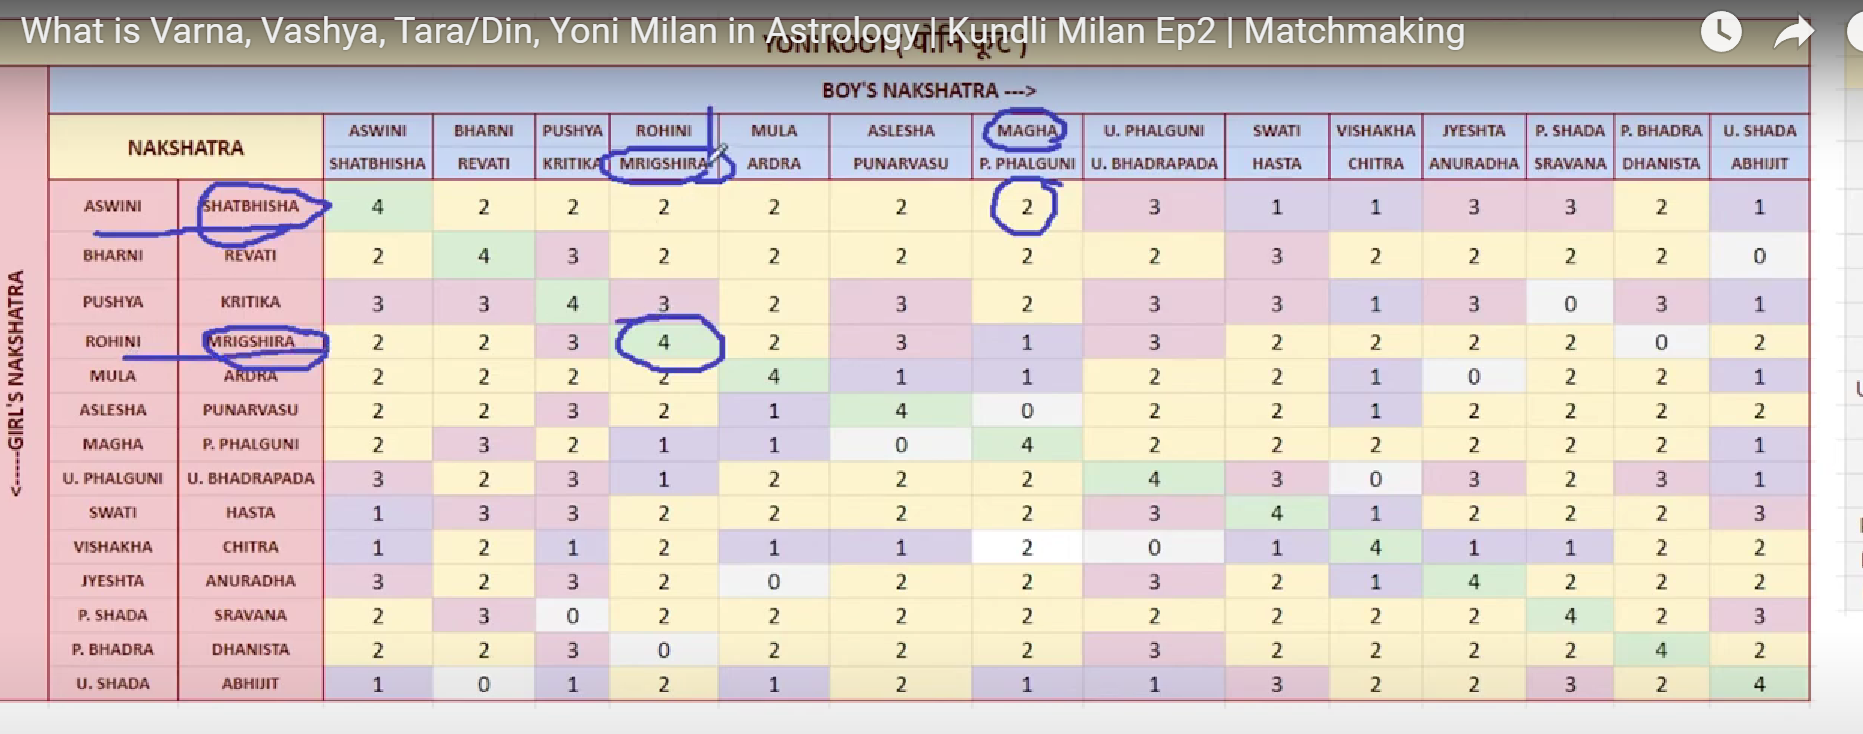 What is Varna, Vashya, Tara/Din, Yoni Milan in Astrology | Kundli Milan Ep2 | Matchmaking
YONI KOOT (योनि कूट )
BOY'S NAKSHATRA --->
NAKSHATRA
ASWINI BHARNI PUSHYA ROHINI MULA ASLESHA MAGHA U. PHALGUNI SWATI VISHAKHA JYESHTA P. SHADA P. BHADRA U. SHADA
SHATBHISHA REVATI KRITIKA MRIGSHIRA ARDRA PUNARVASU P. PHALGUNI U. BHADRAPADA HASTA CHITRA ANURADHA SRAVANA DHANISTA ABHIJIT
<-----GIRL'S NAKSHATRA
ASWINI SHATBHISHA 4 2 2 2 2 2 2 3 1 1 3 3 2 1
BHARNI REVATI 2 4 3 2 2 2 2 2 3 2 2 2 2 0
PUSHYA KRITIKA 3 3 4 3 2 3 2 3 3 1 3 0 3 1
ROHINI MRIGSHIRA 2 2 3 4 2 3 1 3 2 2 2 2 0 2
MULA ARDRA 2 2 2 2 4 1 1 2 2 1 0 2 2 1
ASLESHA PUNARVASU 2 2 3 2 1 4 0 2 2 1 2 2 2 2
MAGHA P. PHALGUNI 2 3 2 1 1 0 4 2 2 2 2 2 2 1
U. PHALGUNI U. BHADRAPADA 3 2 3 1 2 2 2 4 3 0 3 2 3 1
SWATI HASTA 1 3 3 2 2 2 2 3 4 1 2 2 2 3
VISHAKHA CHITRA 1 2 1 2 1 1 2 0 1 4 1 1 2 2
JYESHTA ANURADHA 3 2 3 2 0 2 2 3 2 1 4 2 2 2
P. SHADA SRAVANA 2 3 0 2 2 2 2 2 2 2 2 4 2 3
P. BHADRA DHANISTA 2 2 3 0 2 2 2 3 2 2 2 2 4 2
U. SHADA ABHIJIT 1 0 1 2 1 2 1 1 3 2 2 3 2 4